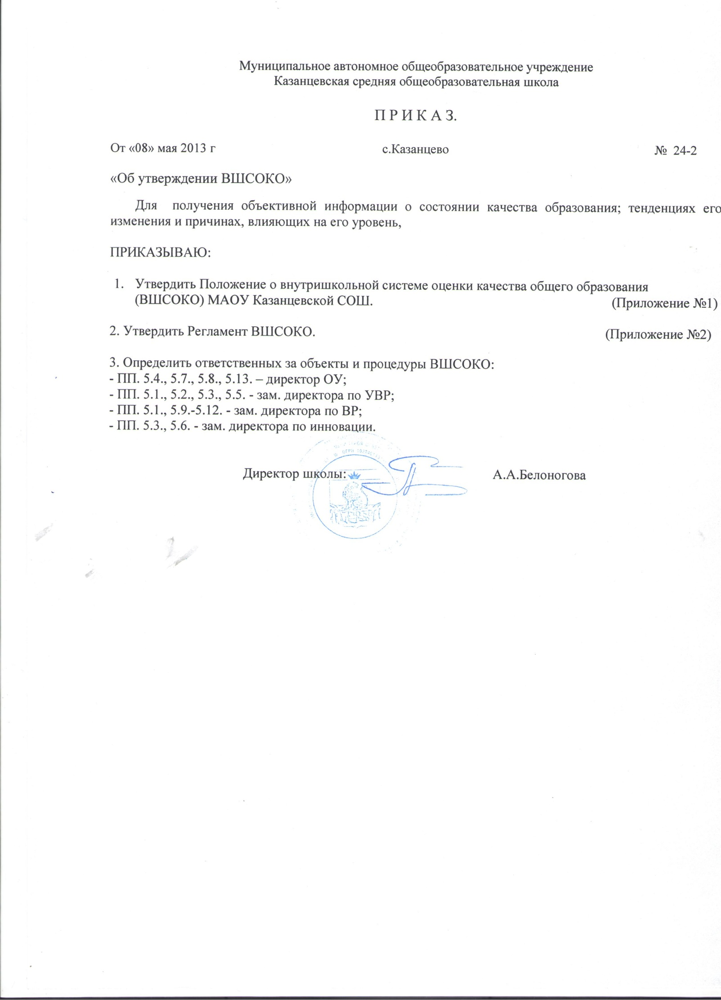 Муниципальное автономное общеобразовательное учреждение
Казанцевская средняя общеобразовательная школа
П Р И К А З.
От «08» мая 2013 г с.Казанцево № 24-2
«Об утверждении ВШСОКО»
Для получения объективной информации о состоянии качества образования; тенденциях его
изменения и причинах, влияющих на его уровень,
ПРИКАЗЫВАЮ:
1. Утвердить Положение о внутришкольной системе оценки качества общего образования
(ВШСОКО) МАОУ Казанцевской СОШ. (Приложение №1)
2. Утвердить Регламент ВШСОКО. (Приложение №2)
3. Определить ответственных за объекты и процедуры ВШСОКО:
- ПП. 5.4., 5.7., 5.8., 5.13. – директор ОУ;
- ПП. 5.1., 5.2., 5.3., 5.5. - зам. директора по УВР;
- ПП. 5.1., 5.9.-5.12. - зам. директора по ВР;
- ПП. 5.3., 5.6. - зам. директора по инновации.
ОГРН
Директор школы: А.А.Белоногова